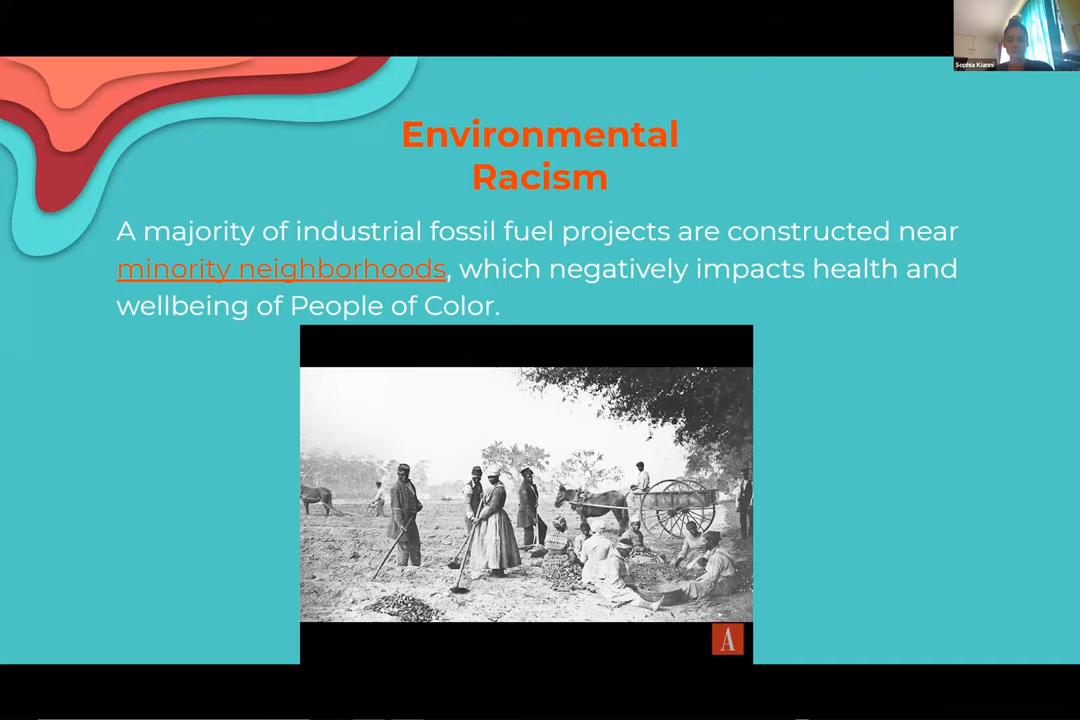 Sophia Kianni
Environmental
Racism
A majority of industrial fossil fuel projects are constructed near
minority neighborhoods, which negatively impacts health and
wellbeing of People of Color.
A